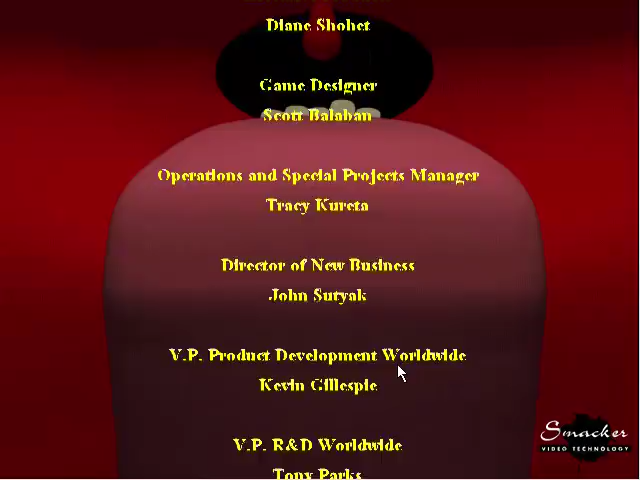 Diane Shohet
Game Designer
Scott Balaban
Operations and Special Projects Manager
Tracy Kureta
Director of New Business
John Sutyak
V.P. Product Development Worldwide
Kevin Gillespie
V.P. R&D Worldwide
Tony Parks
Smacker
VIDEO TECHNOLOGY